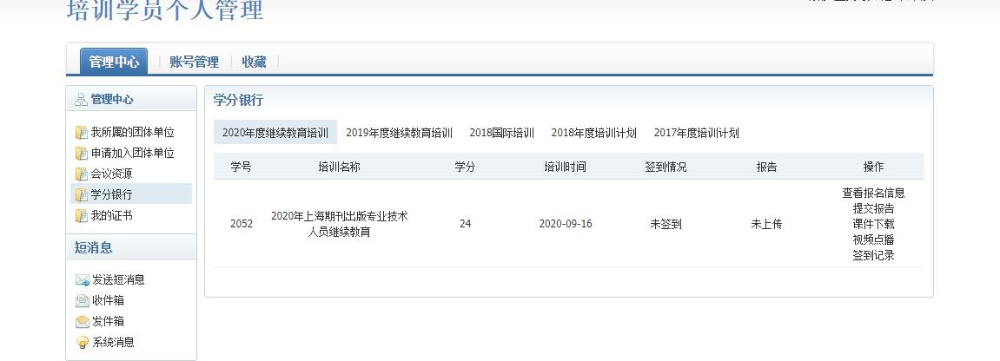 培训学员个人管理
管理中心 账号管理 收藏
管理中心
我所属的团体单位
申请加入团体单位
会议资源
学分银行
我的证书
短消息
发送短消息
收件箱
发件箱
系统消息
学分银行
2020年度继续教育培训 2019年度继续教育培训 2018国际培训 2018年度培训计划 2017年度培训计划
学号 培训名称 学分 培训时间 签到情况 报告 操作
2052 2020年上海期刊出版专业技术 24 2020-09-16 未签到 未上传
人员继续教育
查看报名信息
提交报告
课件下载
视频点播
签到记录